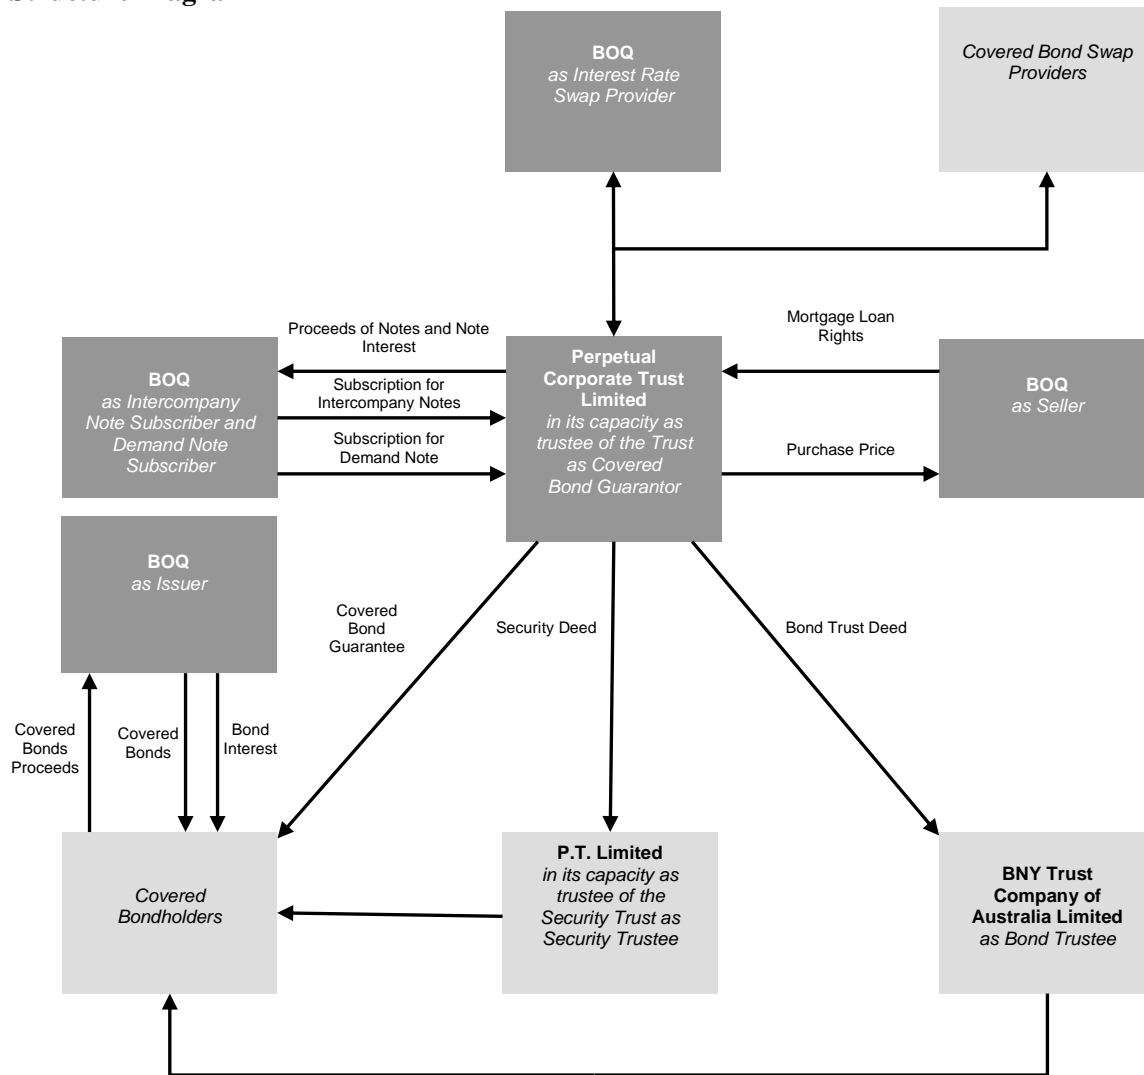 BOQ
as Interest Rate
Swap Provider
Covered Bond Swap
Providers
Proceeds of Notes and Note
Interest
Subscription for
Intercompany Notes
Subscription for
Demand Note
BOQ
as Intercompany
Note Subscriber and
Demand Note
Subscriber
Perpetual
Corporate Trust
Limited
in its capacity as
trustee of the Trust
as Covered
Bond Guarantor
Mortgage Loan
Rights
Purchase Price
BOQ
as Seller
BOQ
as Issuer
Covered
Bond
Guarantee
Security Deed
Bond Trust Deed
Covered
Bonds
Proceeds
Covered
Bonds
Bond
Interest
Covered
Bondholders
P.T. Limited
in its capacity as
trustee of the
Security Trust as
Security Trustee
BNY Trust
Company of
Australia Limited
as Bond Trustee